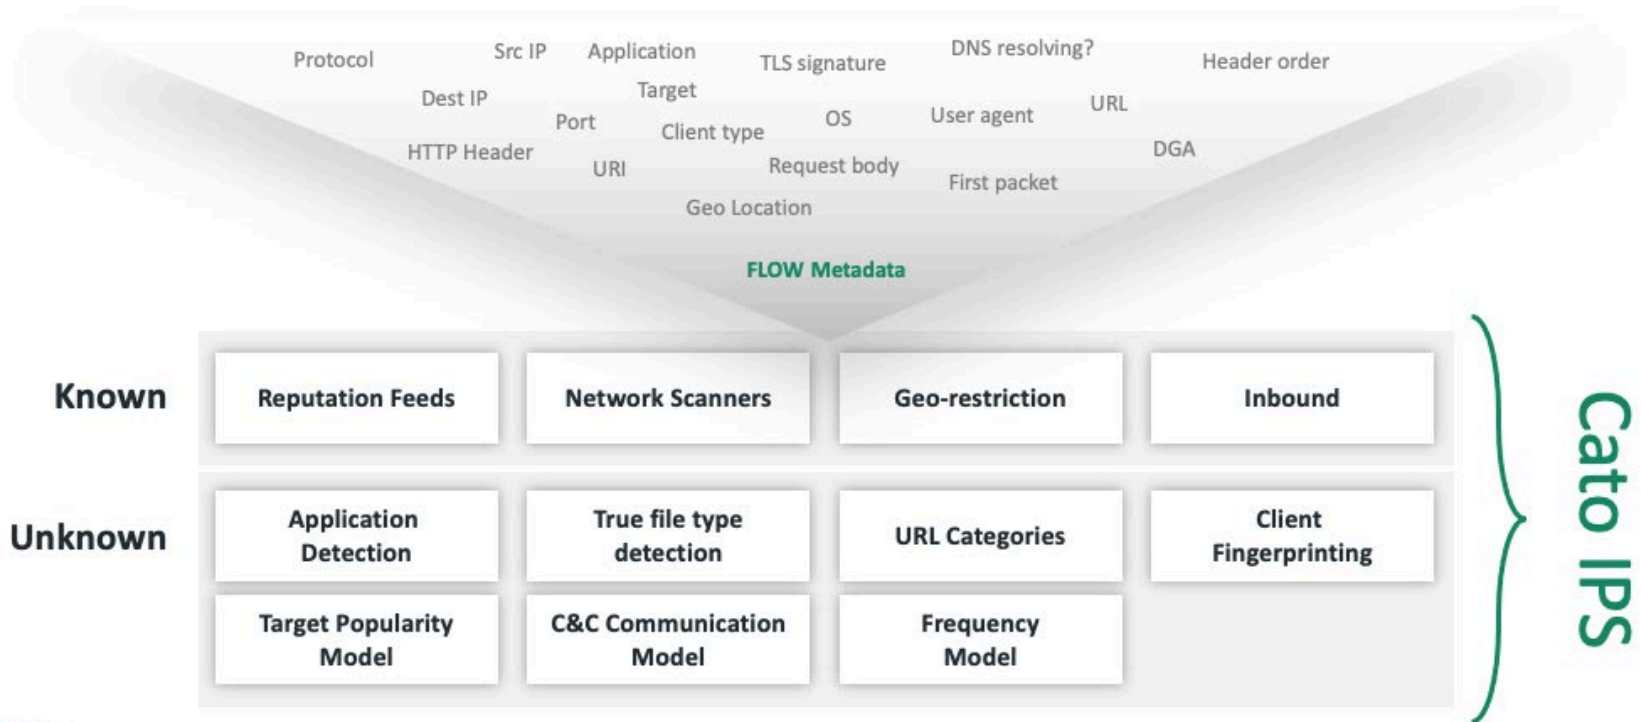 Protocol
Src IP
Application
TLS signature
DNS resolving?
Header order
Dest IP
Target
Port
Client type
OS
User agent
URL
HTTP Header
URI
Request body
First packet
DGA
Geo Location
FLOW Metadata
Known
Reputation Feeds
Network Scanners
Geo-restriction
Inbound
Unknown
Application
Detection
True file type
detection
URL Categories
Client
Fingerprinting
Target Popularity
Model
C&C Communication
Model
Frequency
Model
Cato IPS